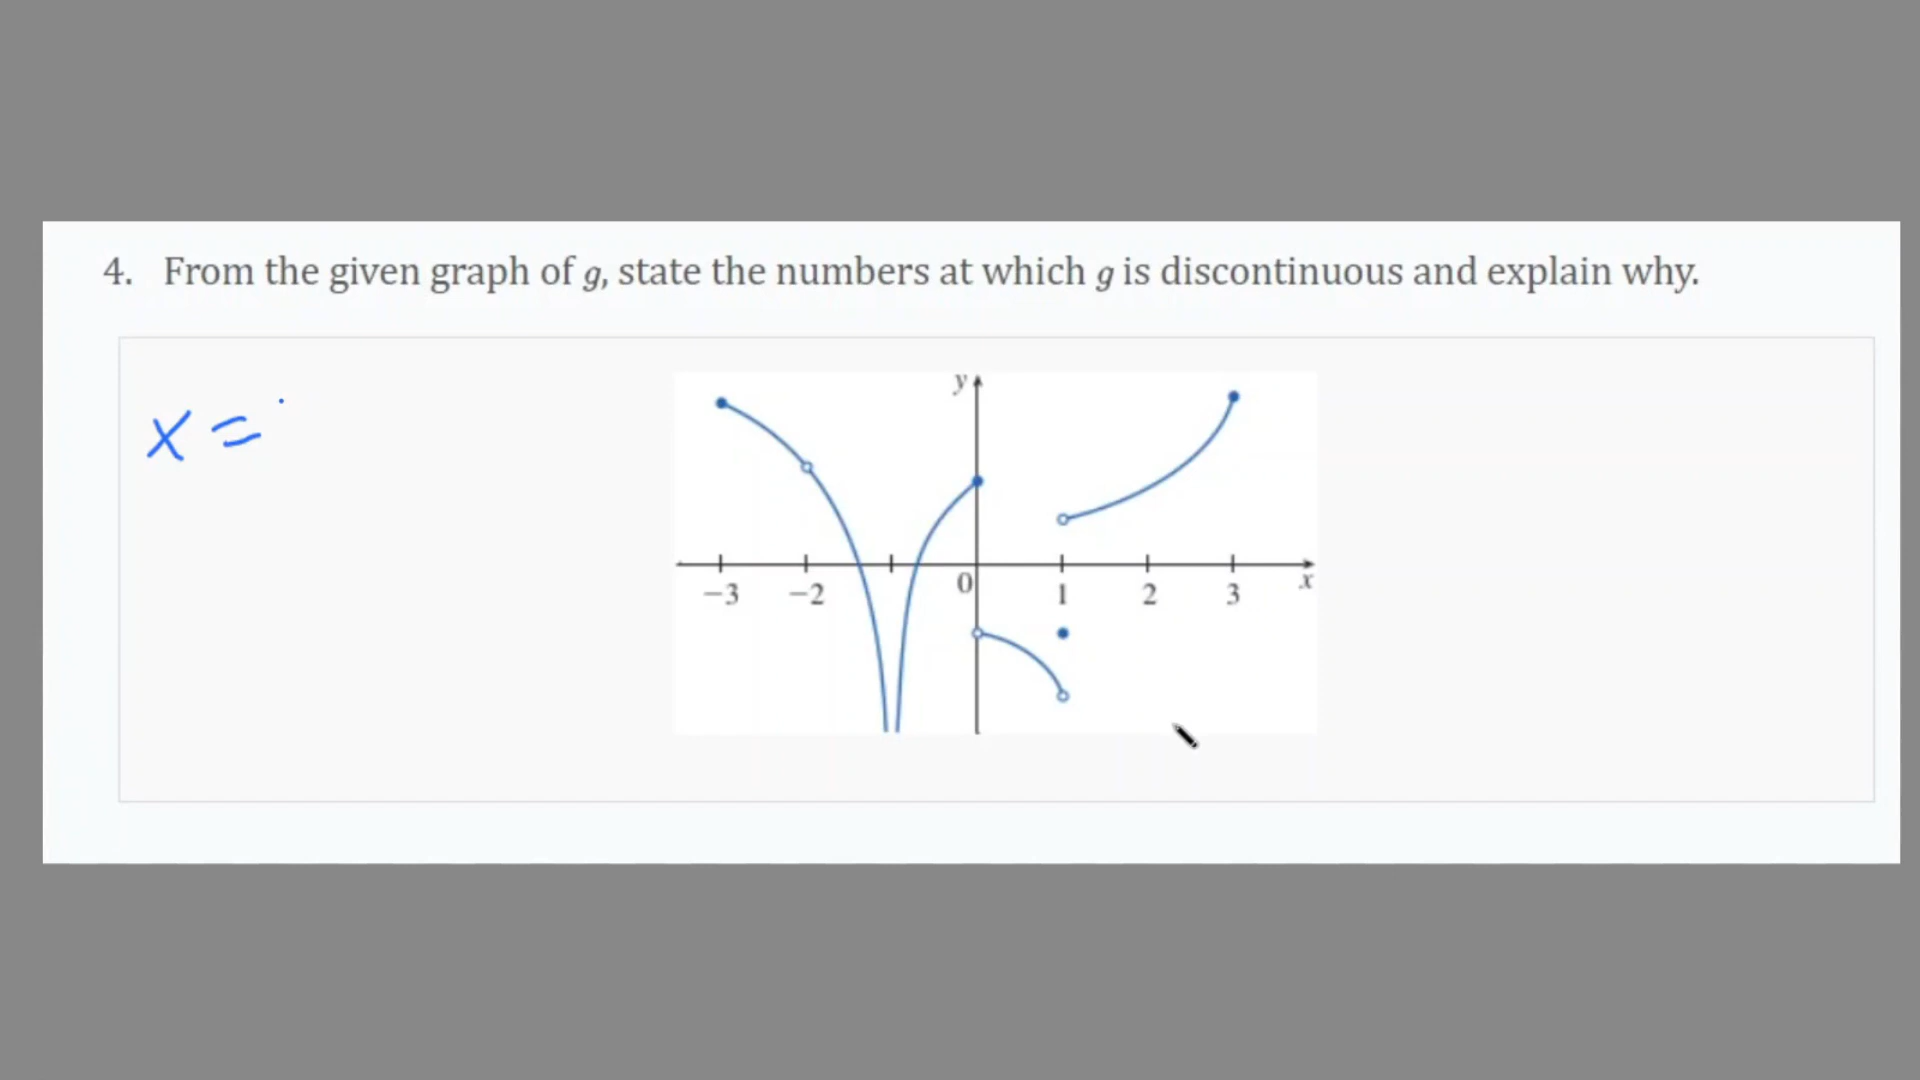 4. From the given graph of g, state the numbers at which g is discontinuous and explain why.
x =
y
−3 −2 0 1 2 3 x